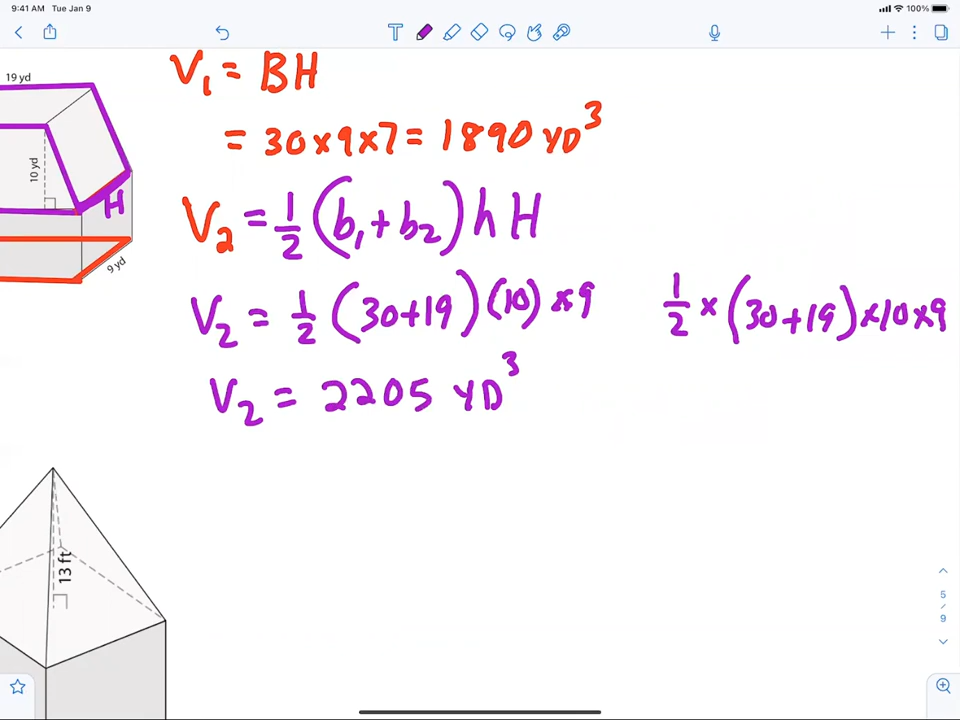 9:41 AM Tue Jan 9
100%
19 yd
10 yd
H
9 yd
V₁ = BH
= 30×9×7 = 1890 YD³
V₂ = 1/2 (b₁+b₂) h H
V₂ = 1/2 (30+19)(10)×9
1/2 × (30+19)×10×9
V₂ = 2205 YD³
13 ft
5
/
9